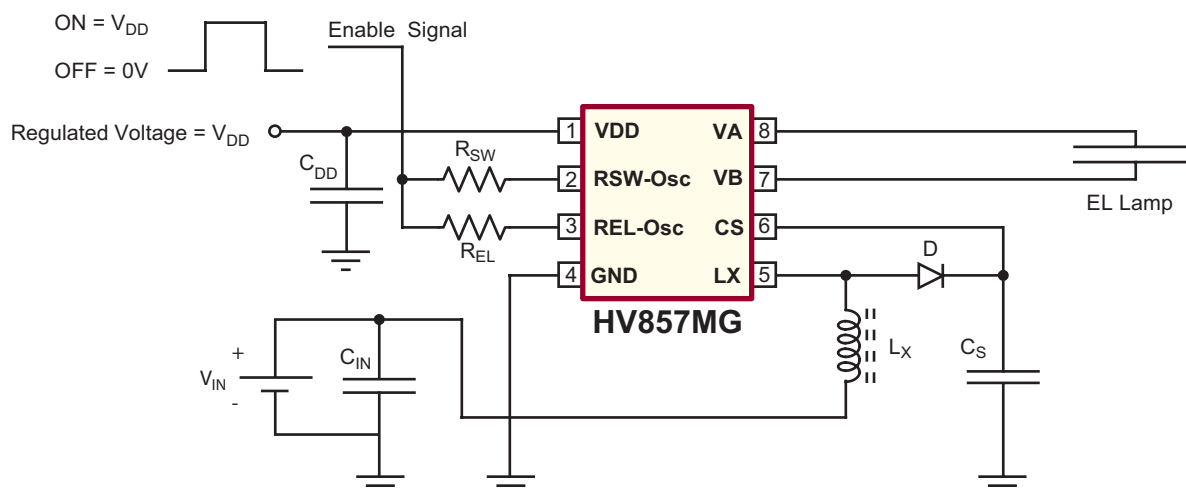 ON = VDD
Enable Signal
OFF = 0V
Regulated Voltage = VDD
CDD
RSW
REL
1 VDD VA 8
2 RSW-Osc VB 7
3 REL-Osc CS 6
4 GND LX 5
HV857MG
EL Lamp
D
LX
CS
+
VIN
-
CIN